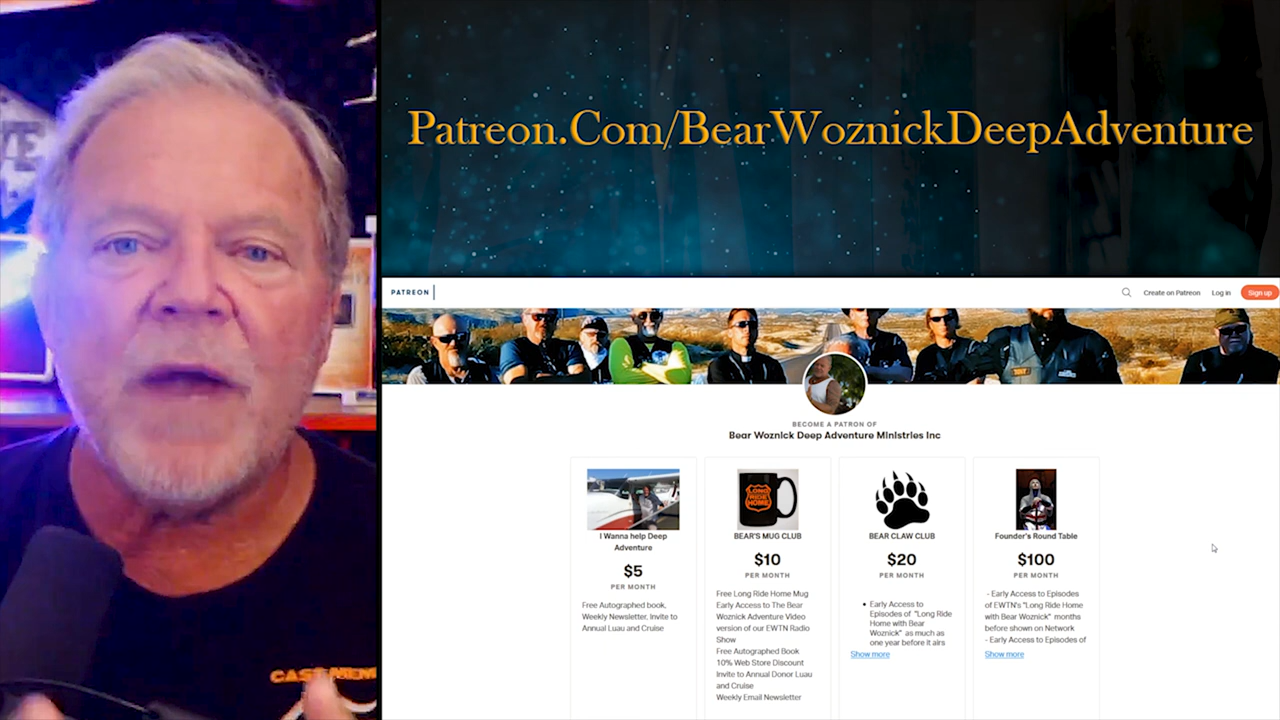 Patreon.Com/BearWoznickDeepAdventure
PATREON
Create on Patreon
Log in
Sign up
BECOME A PATRON OF
Bear Woznick Deep Adventure Ministries Inc
I Wanna help Deep
Adventure
$5
PER MONTH
Free Autographed book,
Weekly Newsletter, Invite to
Annual Luau and Cruise
LONG
RIDE
HOME
BEAR'S MUG CLUB
$10
PER MONTH
Free Long Ride Home Mug
Early Access to The Bear
Woznick Adventure Video
version of our EWTN Radio
Show
Free Autographed Book
10% Web Store Discount
Invite to Annual Donor Luau
and Cruise
Weekly Email Newsletter
BEAR CLAW CLUB
$20
PER MONTH
• Early Access to
Episodes of "Long Ride
Home with Bear
Woznick" as much as
one year before it airs
Show more
Founder's Round Table
$100
PER MONTH
- Early Access to Episodes
of EWTN's "Long Ride Home
with Bear Woznick" months
before shown on Network
- Early Access to Episodes of
Show more